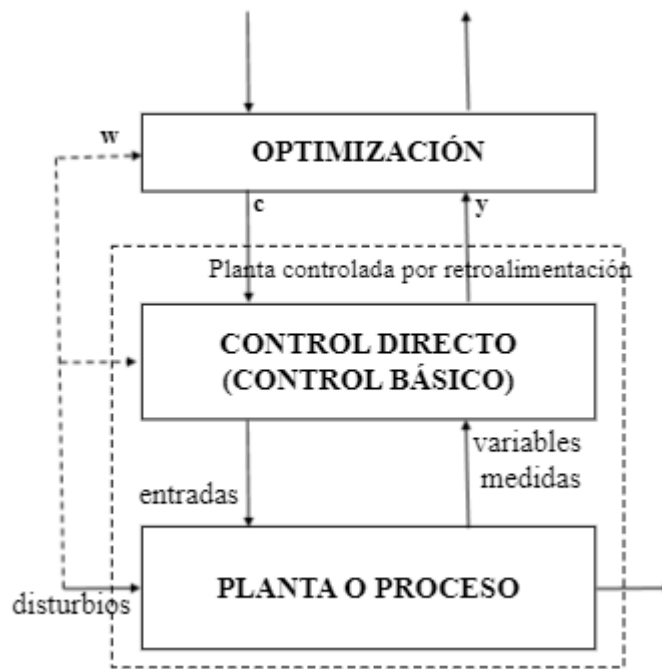 w
OPTIMIZACIÓN
c
y
Planta controlada por retroalimentación
CONTROL DIRECTO
(CONTROL BÁSICO)
variables
medidas
entradas
PLANTA O PROCESO
disturbios